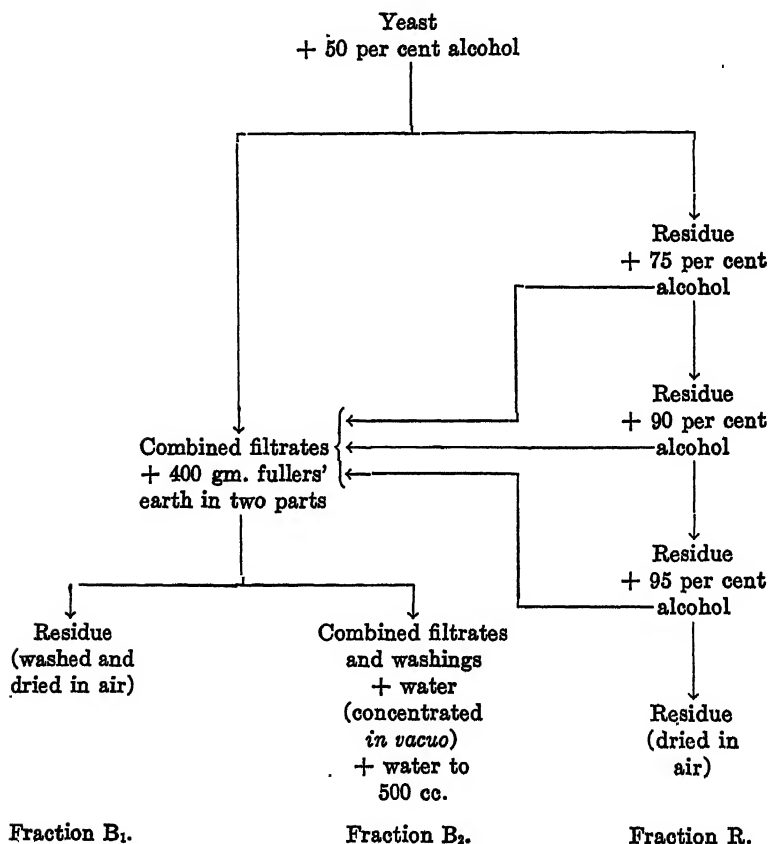 Yeast
+ 50 per cent alcohol
Residue
+ 75 per cent
alcohol
Residue
+ 90 per cent
alcohol
Combined filtrates
+ 400 gm. fullers'
earth in two parts
Residue
+ 95 per cent
alcohol
Residue
(washed and
dried in air)
Combined filtrates
and washings
+ water
(concentrated
in vacuo)
+ water to
500 cc.
Residue
(dried in
air)
Fraction B₁.
Fraction B₂.
Fraction R.